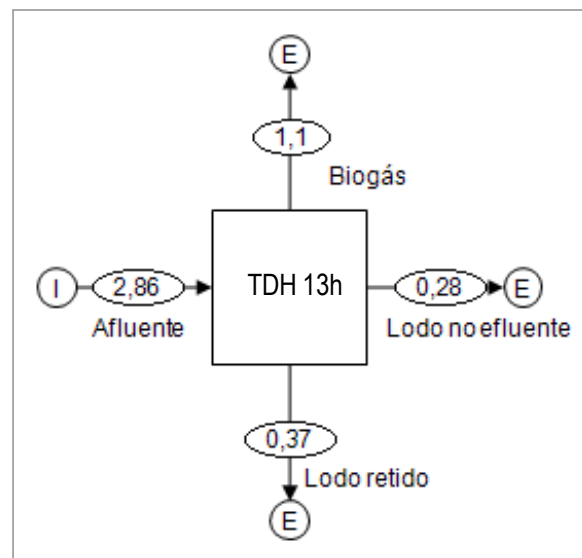 E
1,1
Biogás
I
2,86
Afluente
TDH 13h
0,28
E
Lodo no efluente
0,37
Lodo retido
E